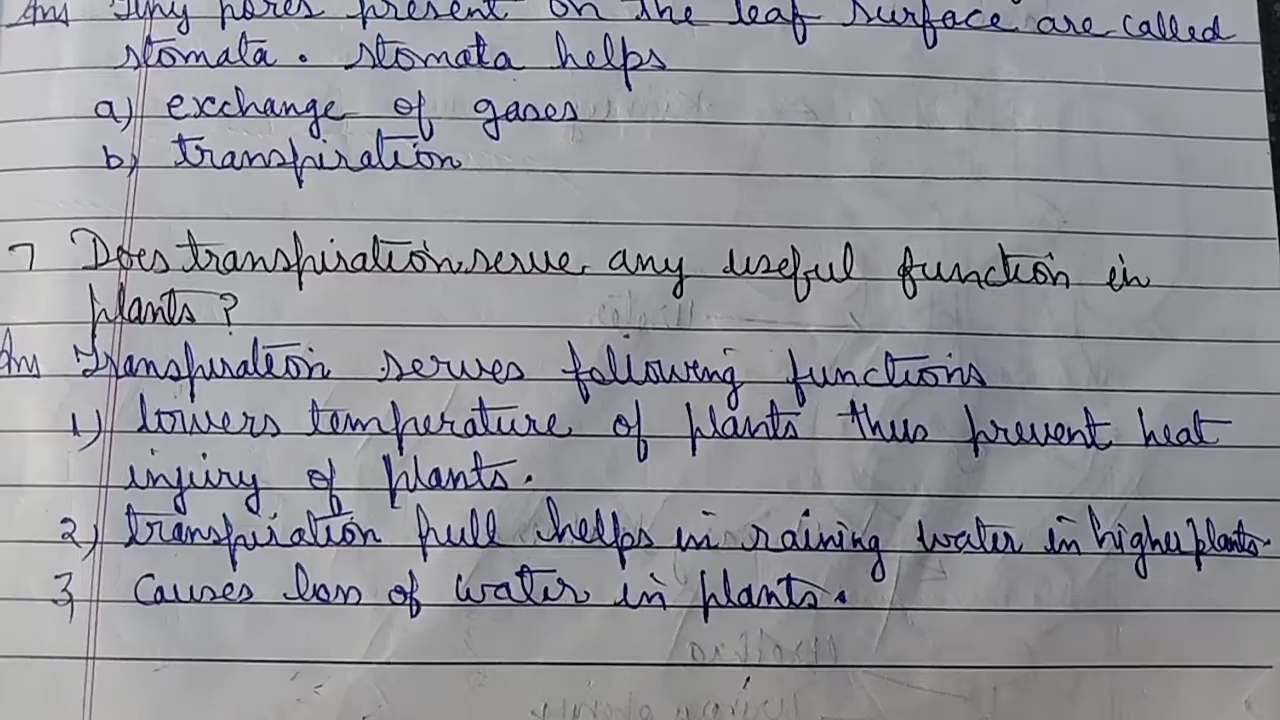 Ans Tiny pores present on the leaf surface are called
stomata. stomata helps
a) exchange of gases
b) transpiration
7 Does transpiration serve any useful function in
plants?
Ans Transpiration serves following functions
1) lowers temperature of plants thus prevent heat
injury of plants.
2) transpiration pull helps in raining water in higher plants.
3, Causes loss of water in plants.